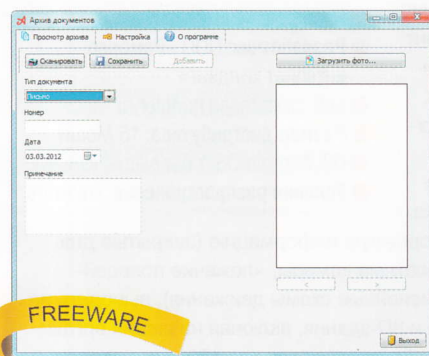 Архив документов
Просмотр архива Настройка О програмне
Сканировать Сохранить Добавить
Загрузить фото...
Тип документа
Письмо
Номер
Дата
03.03.2012
Примечание
< >
FREEWARE
Выход